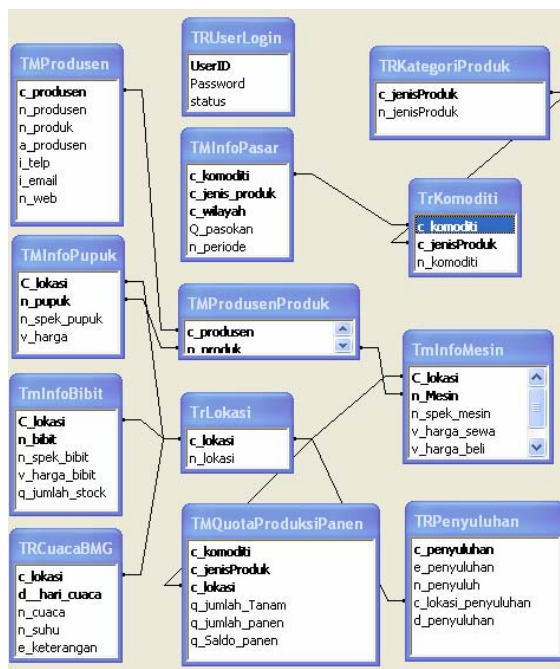 TMProdusen
c_produsen
n_produsen
n_produk
a_produsen
i_telp
i_email
n_web
TRUserLogin
UserID
Password
status
TRKategoriProduk
c_jenisProduk
n_jenisProduk
TMInfoPasar
c_komoditi
c_jenis_produk
c_wilayah
Q_pasokan
n_periode
TrKomoditi
c_komoditi
c_jenisProduk
n_komoditi
TMInfoPupuk
C_lokasi
n_pupuk
n_spek_pupuk
v_harga
TMProdusenProduk
c_produsen
n_produk
TmInfoMesin
C_lokasi
n_Mesin
n_spek_mesin
v_harga_sewa
v_harga_beli
TmInfoBibit
C_lokasi
n_bibit
n_spek_bibit
v_harga_bibit
q_jumlah_stock
TrLokasi
c_lokasi
n_lokasi
TRCuacaBMG
c_lokasi
d__hari_cuaca
n_cuaca
n_suhu
e_keterangan
TMQuotaProduksiPanen
c_komoditi
c_jenisProduk
c_lokasi
q_jumlah_Tanam
q_jumlah_panen
q_Saldo_panen
TRPenyuluhan
c_penyuluhan
e_penyuluhan
n_penyuluh
c_lokasi_penyuluhan
d_penyuluhan